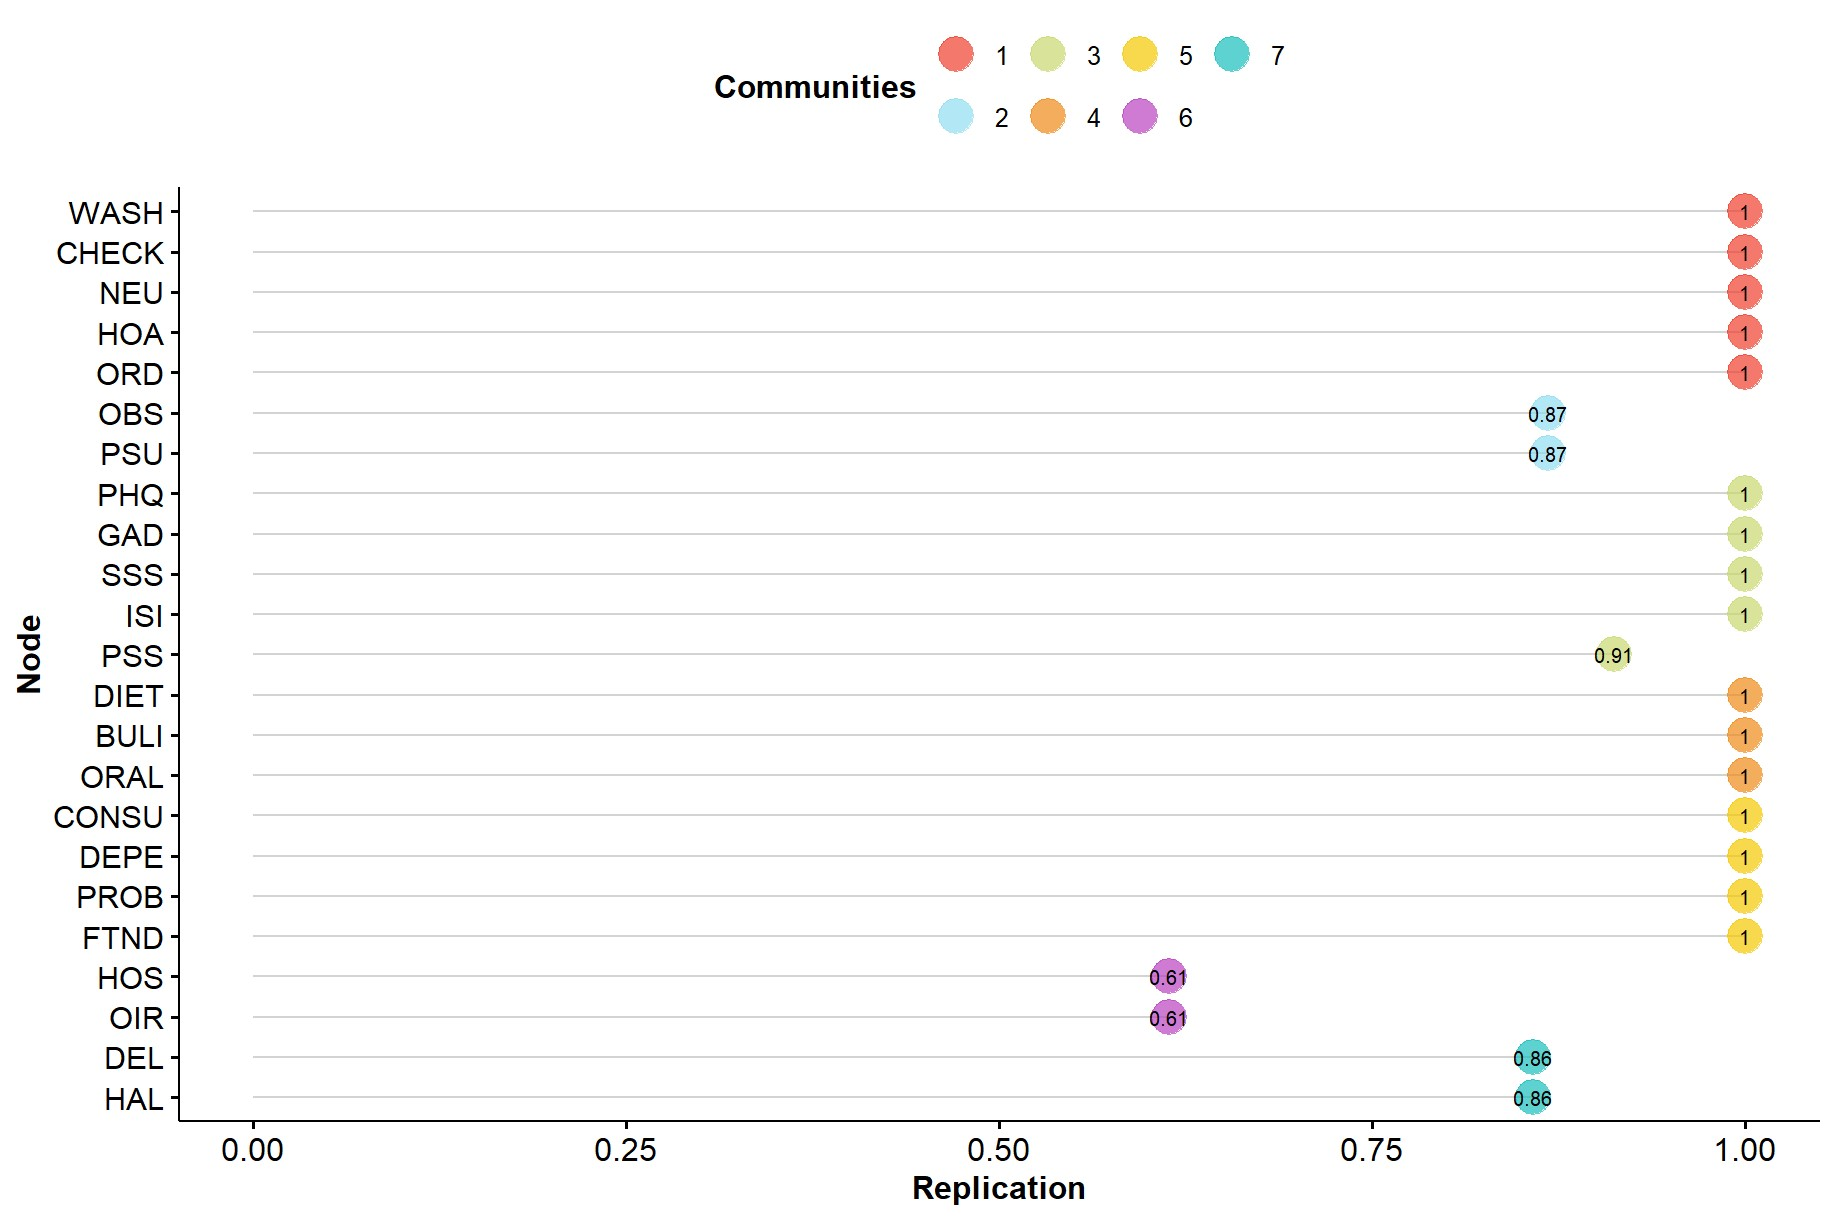 Communities
1 3 5 7
2 4 6
Node
WASH 1
CHECK 1
NEU 1
HOA 1
ORD 1
OBS 0.87
PSU 0.87
PHQ 1
GAD 1
SSS 1
ISI 1
PSS 0.91
DIET 1
BULI 1
ORAL 1
CONSU 1
DEPE 1
PROB 1
FTND 1
HOS 0.61
OIR 0.61
DEL 0.86
HAL 0.86
0.00 0.25 0.50 0.75 1.00
Replication